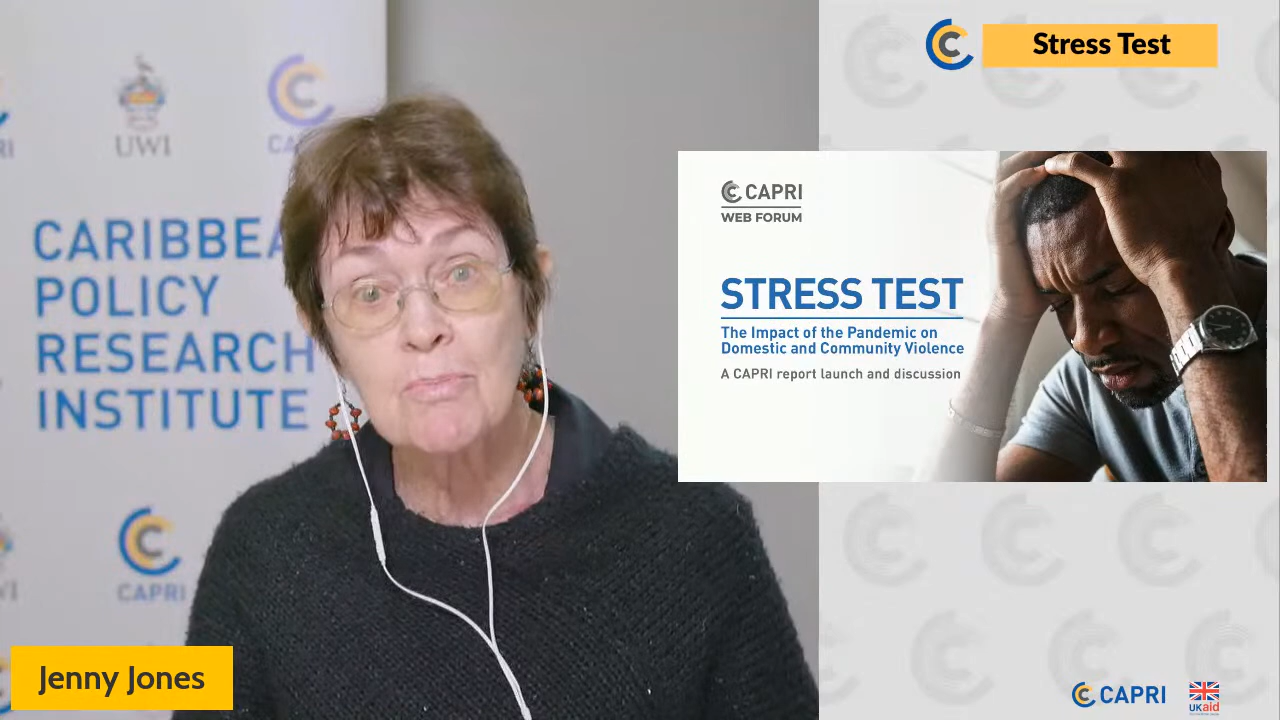 UWI
CARIBBEA
POLICY
RESEARCH
INSTITUTE
CAPRI
Jenny Jones
Stress Test
CAPRI
WEB FORUM
STRESS TEST
The Impact of the Pandemic on
Domestic and Community Violence
A CAPRI report launch and discussion
CAPRI
UKaid